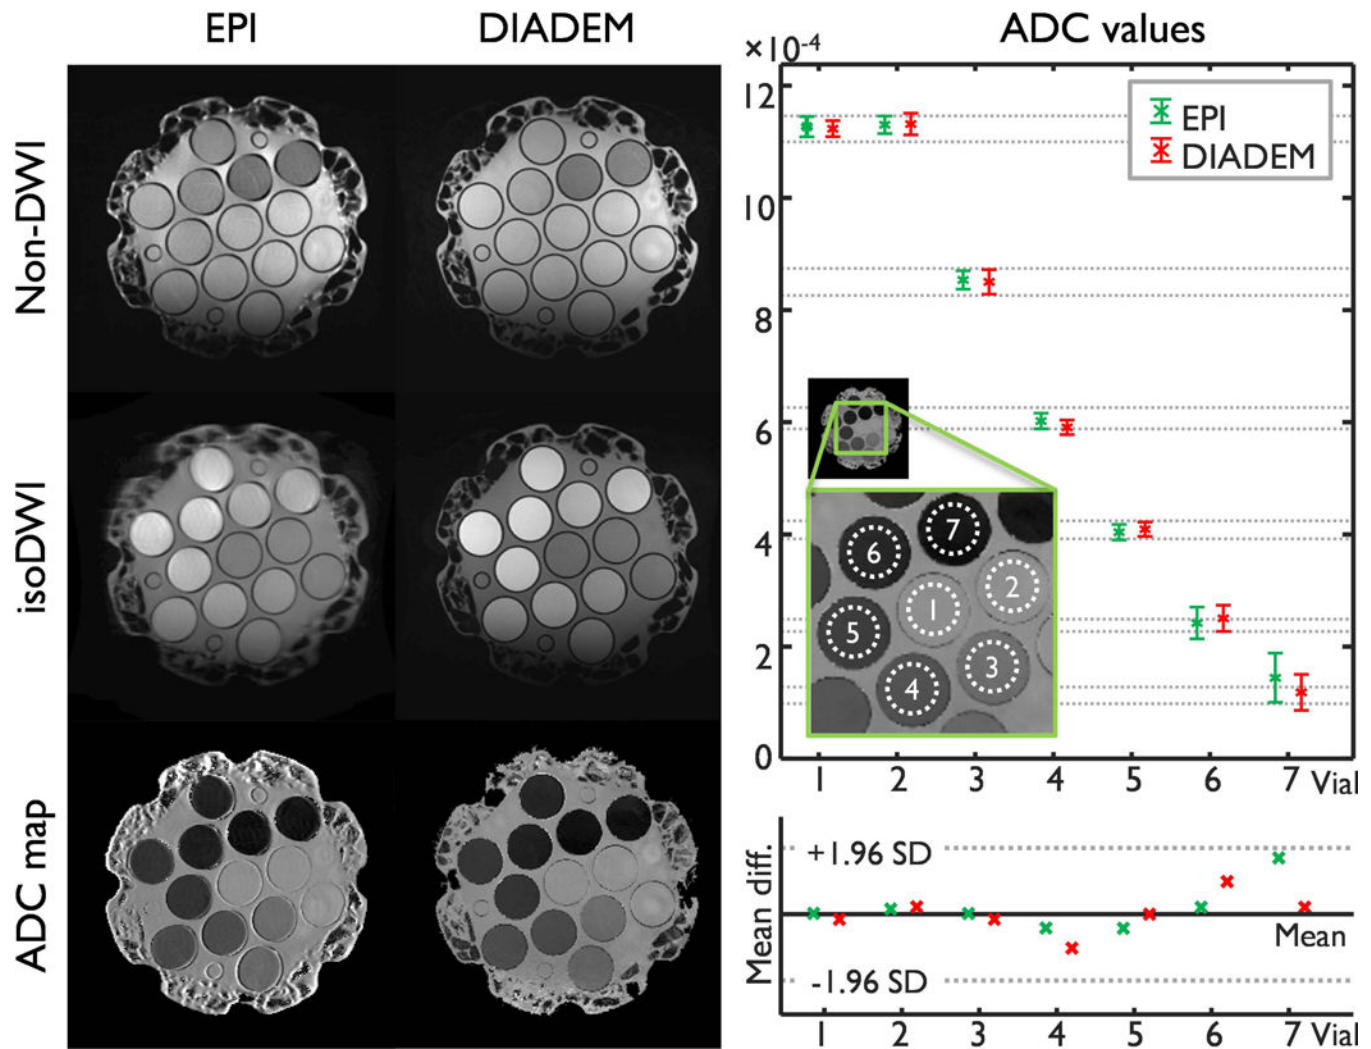 EPI
DIADEM
Non-DWI
isoDWI
ADC map
ADC values
×10⁻⁴
12
10
8
6
4
2
0
EPI
DIADEM
7
6
2
1
5
3
4
1 2 3 4 5 6 7 Vial
Mean diff.
+1.96 SD
Mean
-1.96 SD
1 2 3 4 5 6 7 Vial